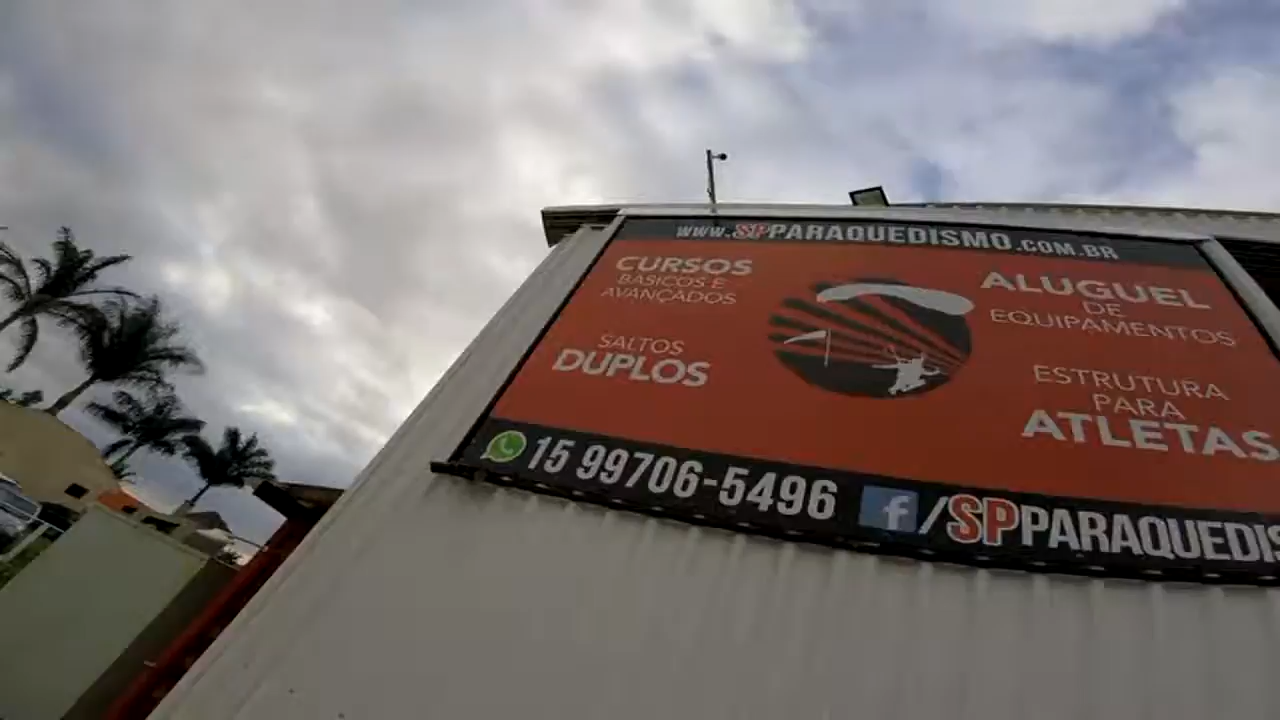 www.SPPARAQUEDISMO.COM.BR
CURSOS
BÁSICOS E
AVANÇADOS
SALTOS
DUPLOS
ALUGUEL
DE
EQUIPAMENTOS
ESTRUTURA
PARA
ATLETAS
15 99706-5496
f /SPPARAQUEDIS